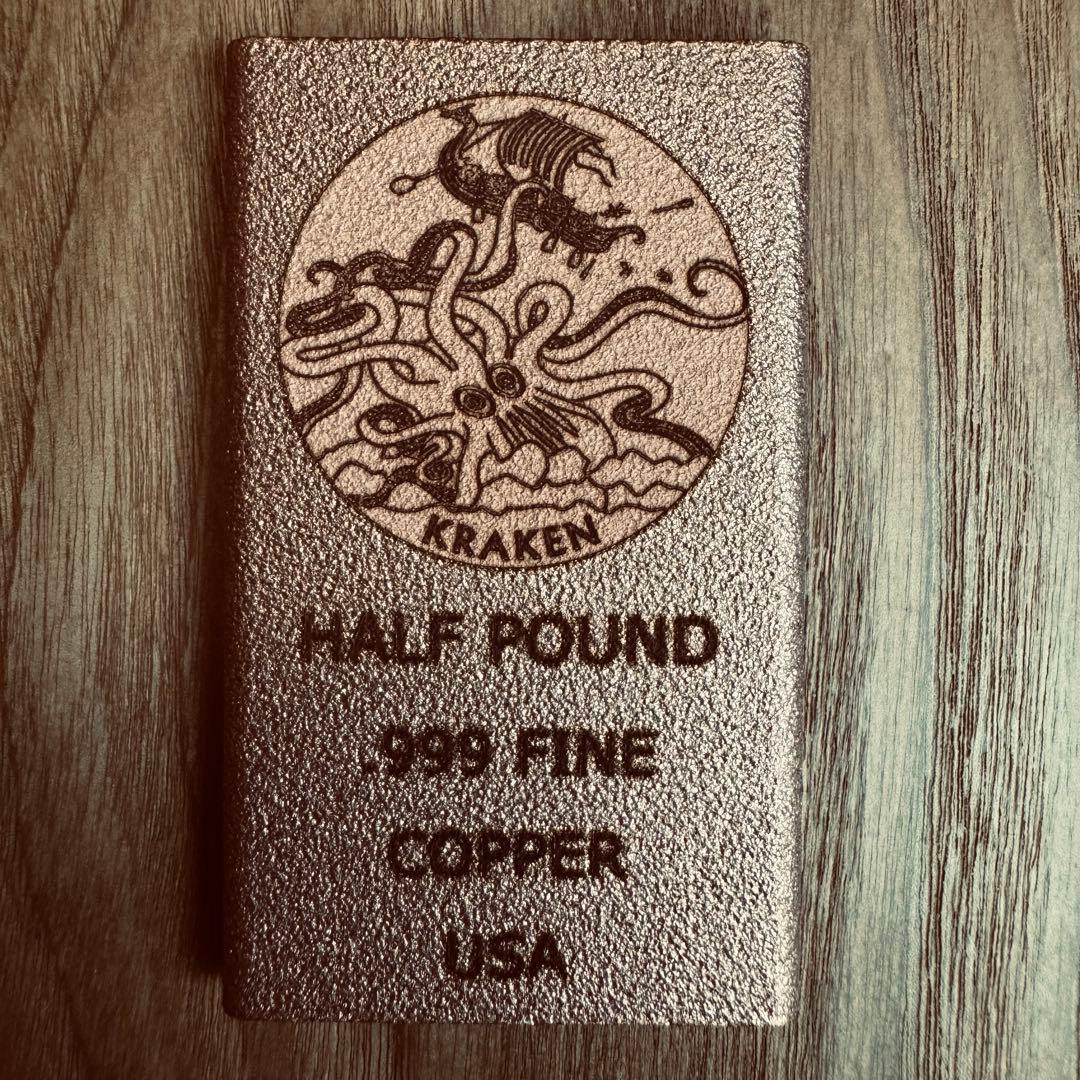 KRAKEN
HALF POUND
.999 FINE
COPPER
USA